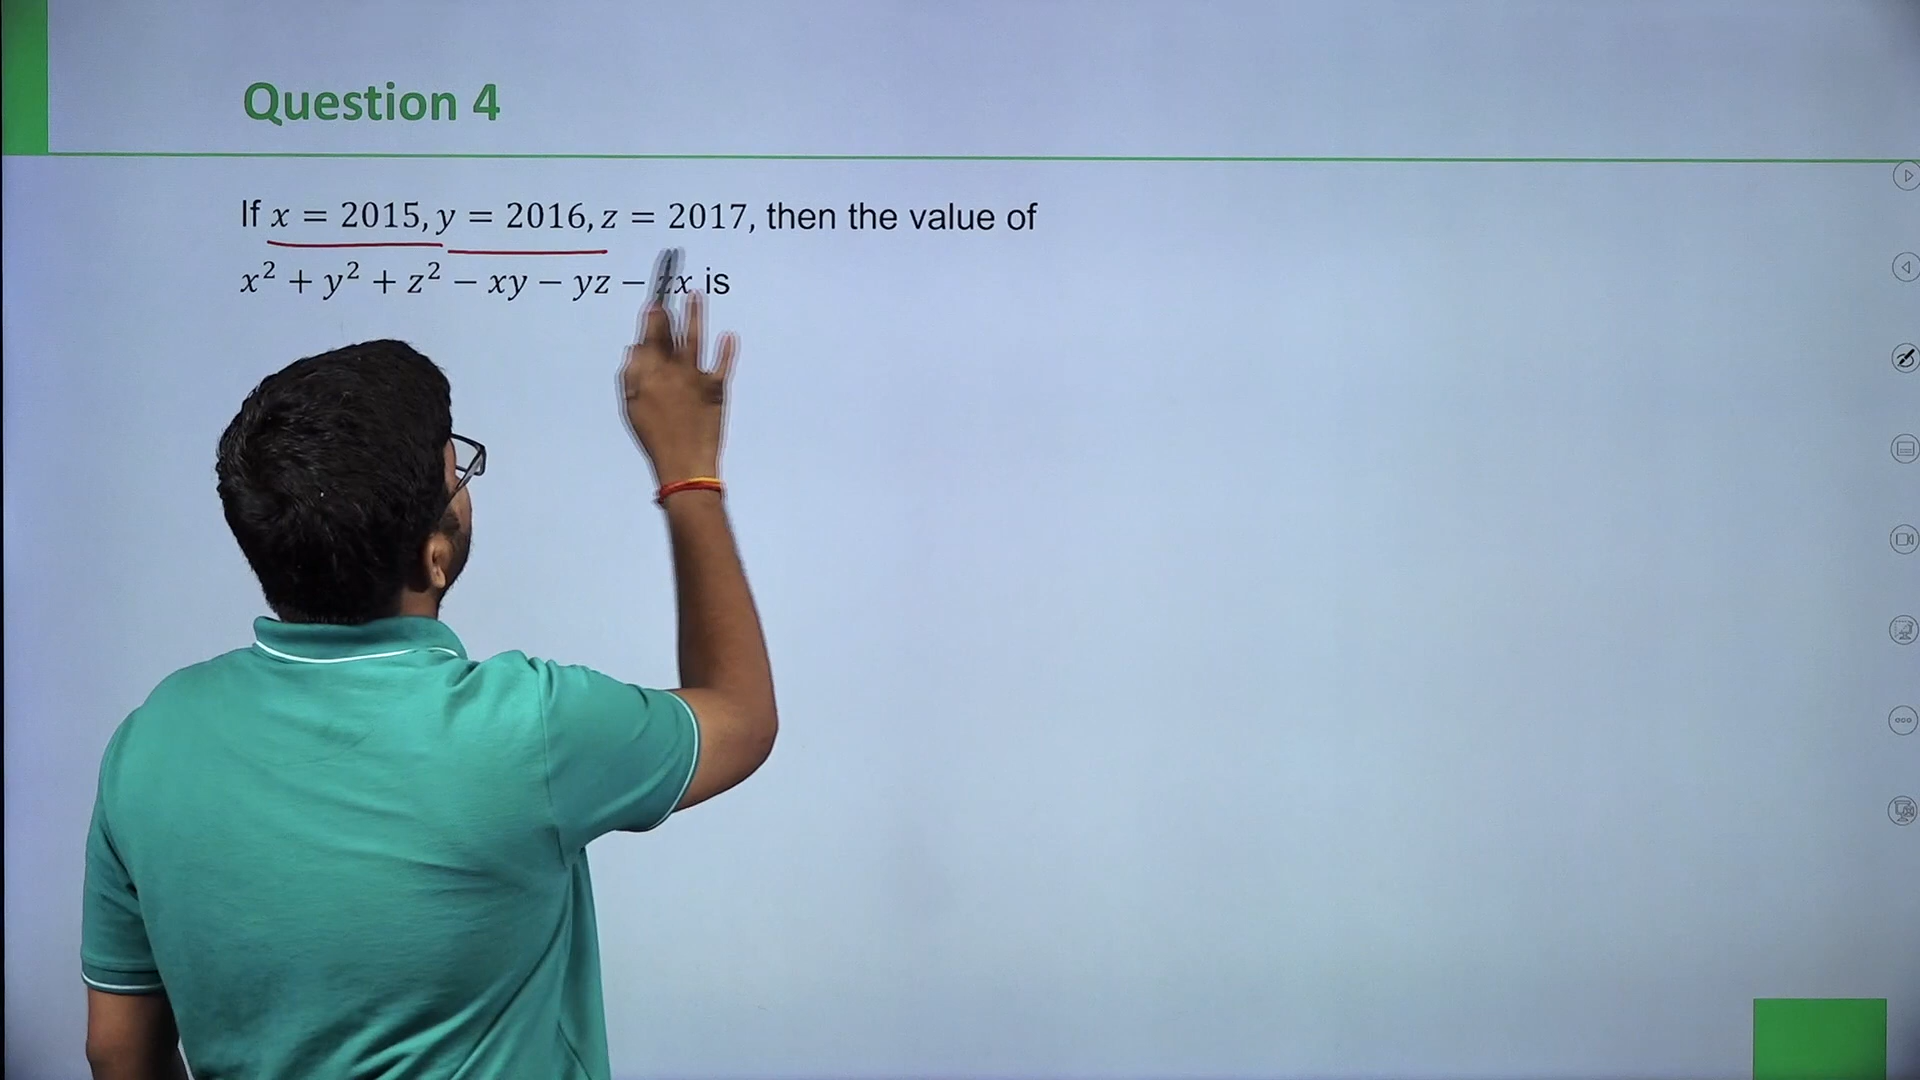 Question 4
If x = 2015, y = 2016, z = 2017, then the value of
x² + y² + z² − xy − yz − zx is